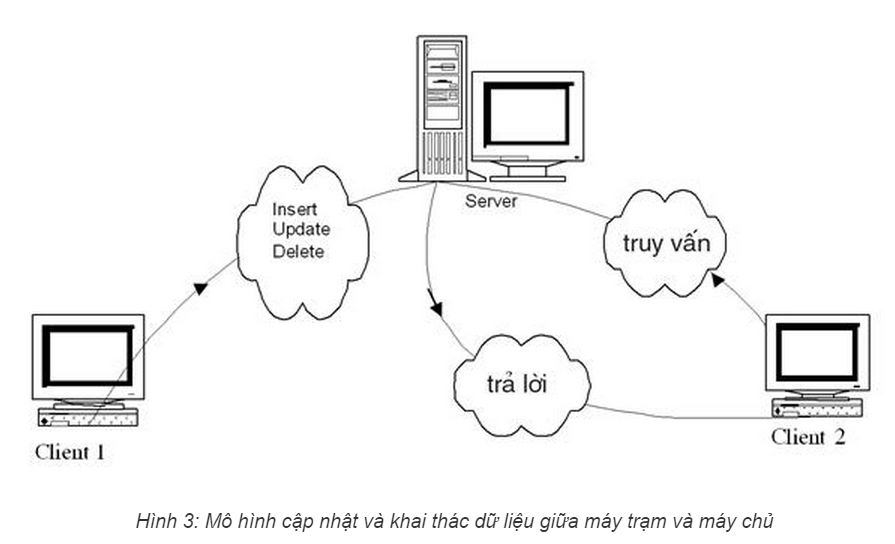 Server
Insert
Update
Delete
truy vấn
trả lời
Client 1
Client 2
Hình 3: Mô hình cập nhật và khai thác dữ liệu giữa máy trạm và máy chủ